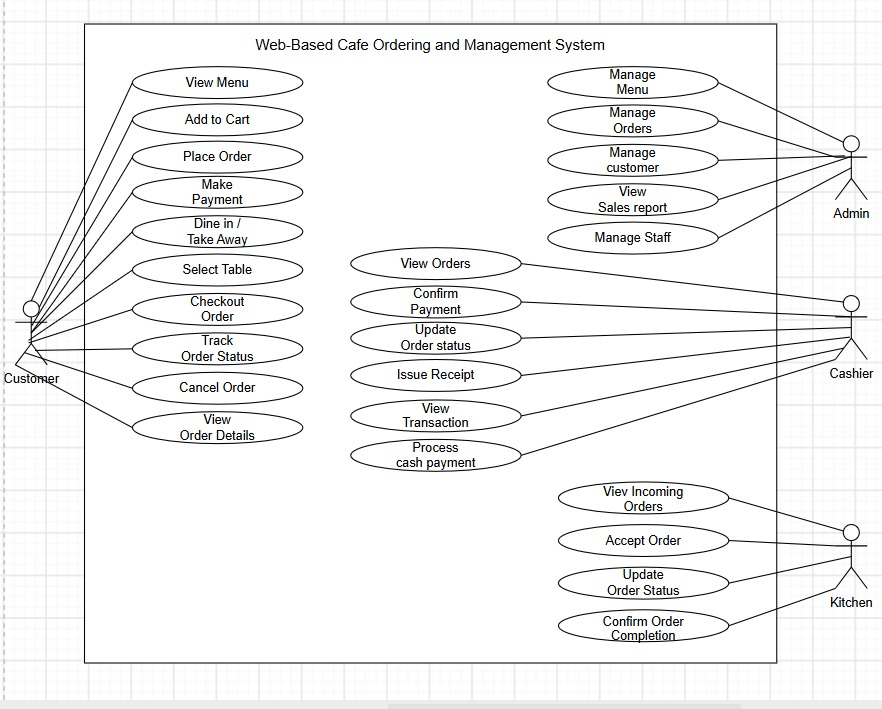 Web-Based Cafe Ordering and Management System
View Menu
Add to Cart
Place Order
Make
Payment
Dine in /
Take Away
Select Table
Checkout
Order
Track
Order Status
Cancel Order
View
Order Details
Customer
View Orders
Confirm
Payment
Update
Order status
Issue Receipt
View
Transaction
Process
cash payment
Manage
Menu
Manage
Orders
Manage
customer
View
Sales report
Manage Staff
Admin
Cashier
Viev Incoming
Orders
Accept Order
Update
Order Status
Confirm Order
Completion
Kitchen